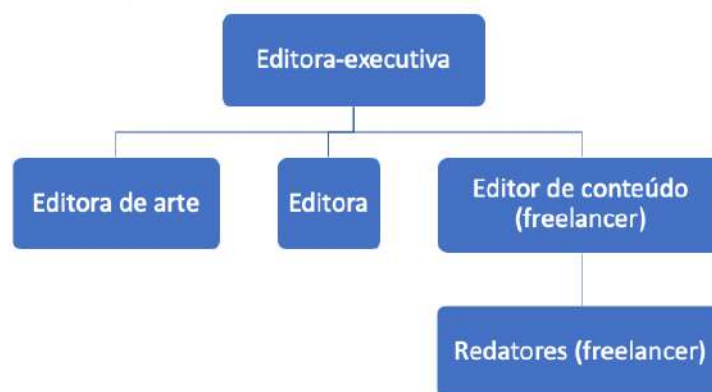 Editora-executiva
Editora de arte
Editora
Editor de conteúdo
(freelancer)
Redatores (freelancer)